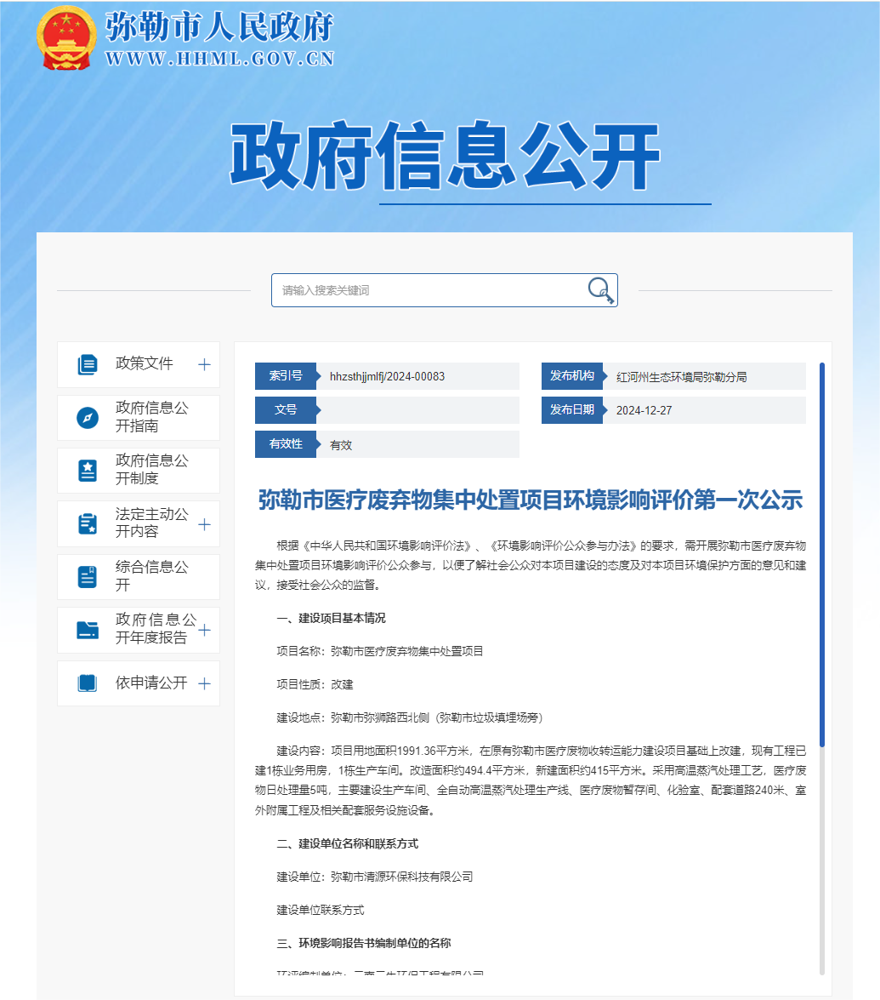 弥勒市人民政府
WWW.HHML.GOV.CN
政府信息公开
请输入搜索关键词
政策文件
政府信息公
开指南
政府信息公
开制度
法定主动公
开内容
综合信息公
开
政府信息公
开年度报告
依申请公开
索引号 hhzsthjjmlfj/2024-00083
发布机构 红河州生态环境局弥勒分局
文号
发布日期 2024-12-27
有效性 有效
弥勒市医疗废弃物集中处置项目环境影响评价第一次公示
根据《中华人民共和国环境影响评价法》、《环境影响评价公众参与办法》的要求，需开展弥勒市医疗废弃物
集中处置项目环境影响评价公众参与，以便了解社会公众对本项目建设的态度及对本项目环境保护方面的意见和建
议，接受社会公众的监督。
一、建设项目基本情况
项目名称：弥勒市医疗废弃物集中处置项目
项目性质：改建
建设地点：弥勒市弥狮路西北侧（弥勒市垃圾填埋场旁）
建设内容：项目用地面积1991.36平方米，在原有弥勒市医疗废物收转运能力建设项目基础上改建，现有工程已
建1栋业务用房，1栋生产车间。改造面积约494.4平方米，新建面积约415平方米。采用高温蒸汽处理工艺，医疗废
物日处理量5吨，主要建设生产车间、全自动高温蒸汽处理生产线、医疗废物暂存间、化验室、配套道路240米、室
外附属工程及相关配套服务设施设备。
二、建设单位名称和联系方式
建设单位：弥勒市清源环保科技有限公司
建设单位联系方式
三、环境影响报告书编制单位的名称